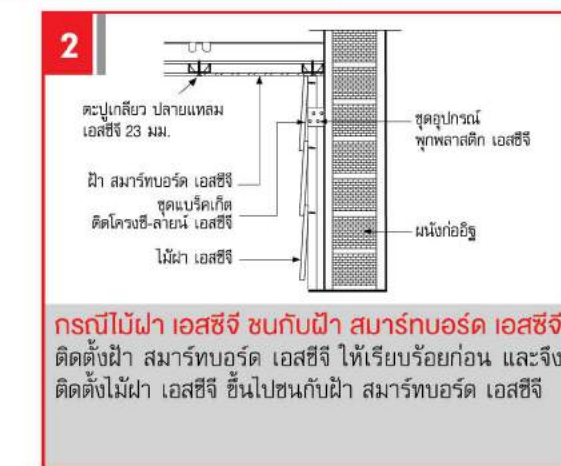 2
ตะปูเกลียว ปลายแหลม
เอสซีจี 23 มม.
ฝ้า สมาร์ทบอร์ด เอสซีจี
ชุดแบร็คเก็ต
ติดโครงซี-ลายน์ เอสซีจี
ไม้ฝา เอสซีจี
ชุดอุปกรณ์
พุกพลาสติก เอสซีจี
ผนังก่ออิฐ
กรณีไม้ฝา เอสซีจี ชนกับฝ้า สมาร์ทบอร์ด เอสซีจี
ติดตั้งฝ้า สมาร์ทบอร์ด เอสซีจี ให้เรียบร้อยก่อน และจึง
ติดตั้งไม้ฝา เอสซีจี ขึ้นไปชนกับฝ้า สมาร์ทบอร์ด เอสซีจี